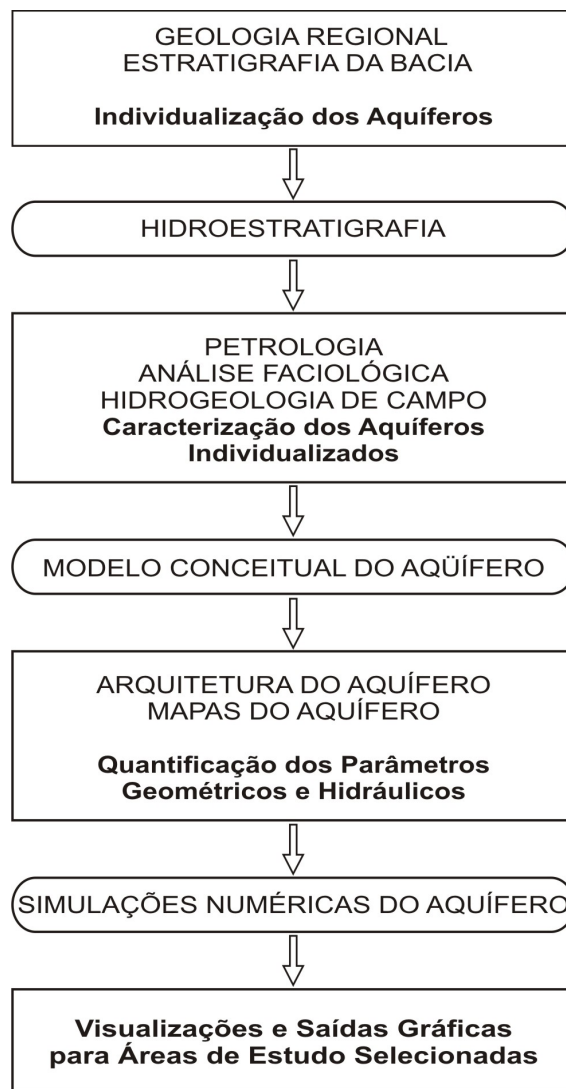 GEOLOGIA REGIONAL
ESTRATIGRAFIA DA BACIA
Individualização dos Aquíferos
HIDROESTRATIGRAFIA
PETROLOGIA
ANÁLISE FACIOLÓGICA
HIDROGEOLOGIA DE CAMPO
Caracterização dos Aquíferos
Individualizados
MODELO CONCEITUAL DO AQÜÍFERO
ARQUITETURA DO AQUÍFERO
MAPAS DO AQUÍFERO
Quantificação dos Parâmetros
Geométricos e Hidráulicos
SIMULAÇÕES NUMÉRICAS DO AQUÍFERO
Visualizações e Saídas Gráficas
para Áreas de Estudo Selecionadas